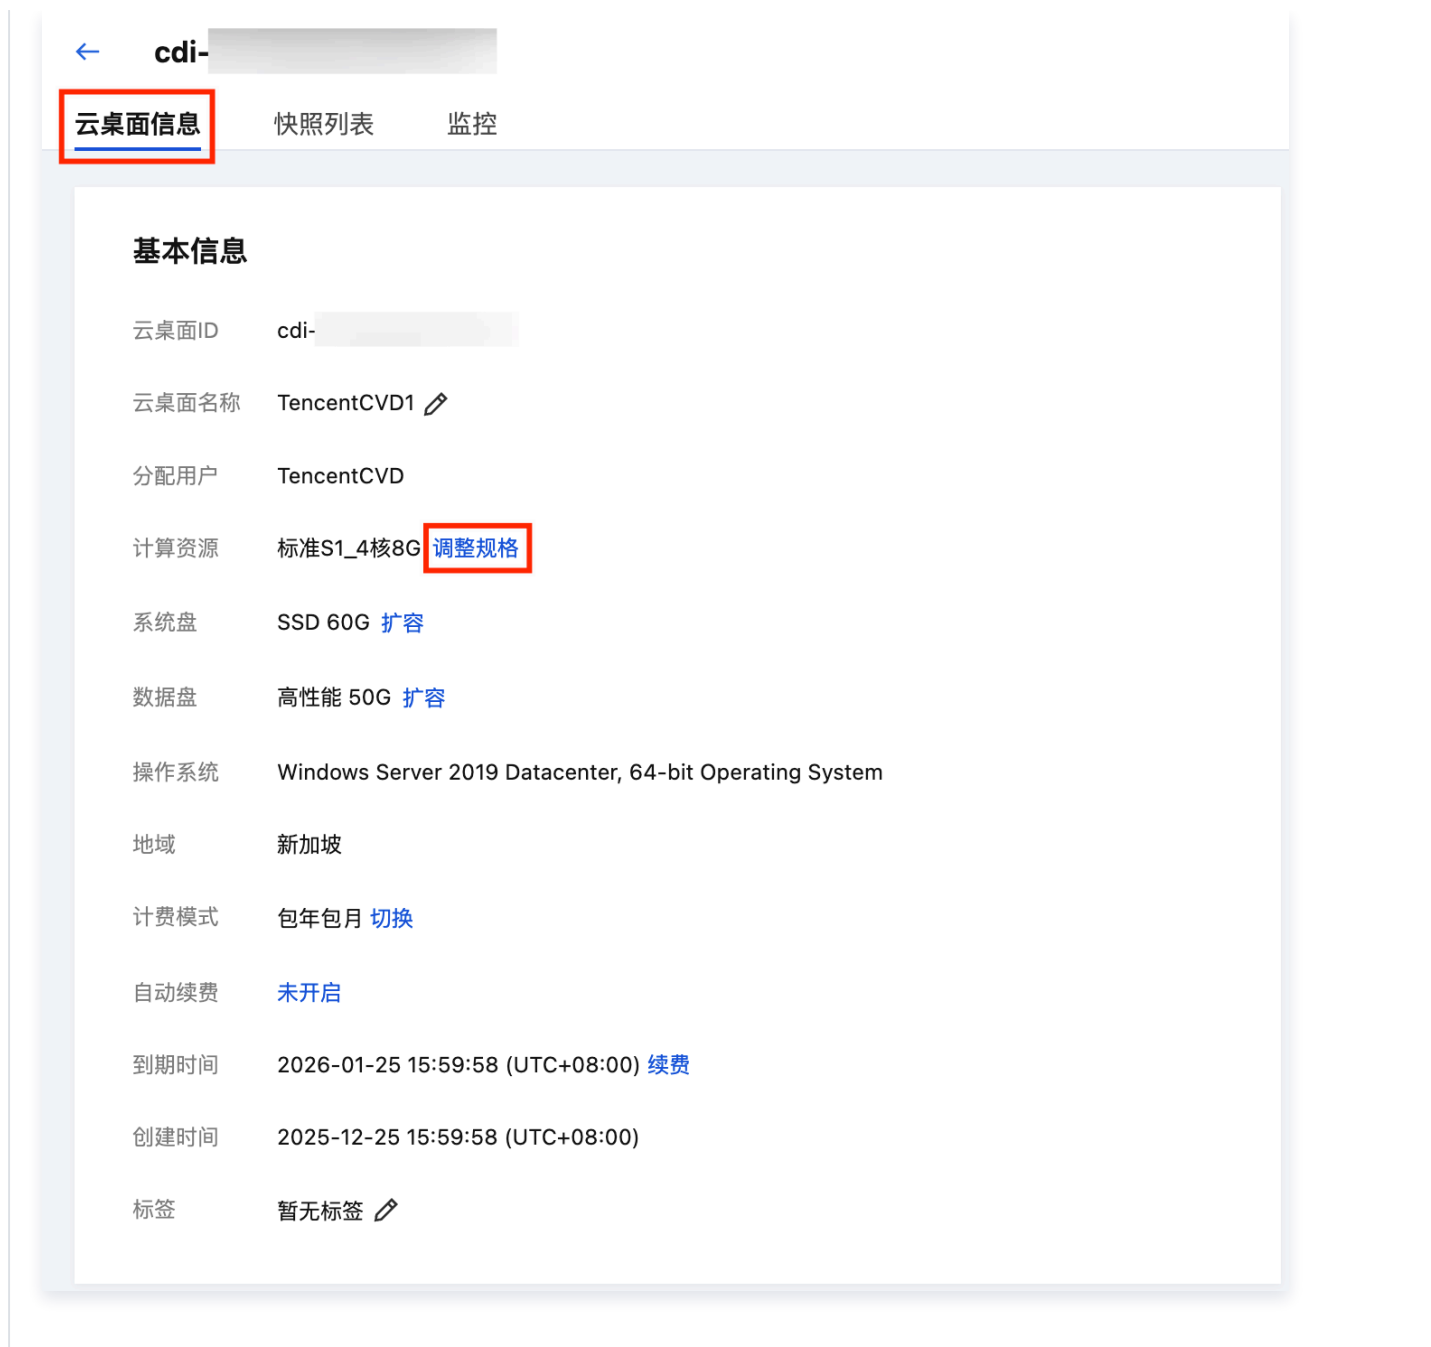 cdi-
云桌面信息 快照列表 监控
基本信息
云桌面ID cdi-
云桌面名称 TencentCVD1
分配用户 TencentCVD
计算资源 标准S1_4核8G 调整规格
系统盘 SSD 60G 扩容
数据盘 高性能 50G 扩容
操作系统 Windows Server 2019 Datacenter, 64-bit Operating System
地域 新加坡
计费模式 包年包月 切换
自动续费 未开启
到期时间 2026-01-25 15:59:58 (UTC+08:00) 续费
创建时间 2025-12-25 15:59:58 (UTC+08:00)
标签 暂无标签